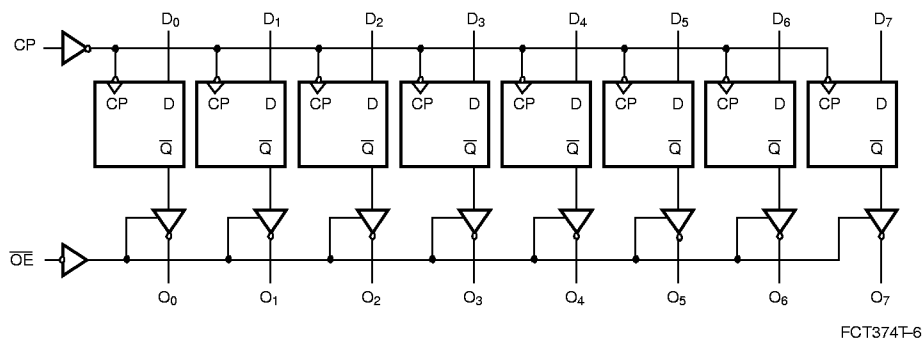 D0 D1 D2 D3 D4 D5 D6 D7
CP
CP D CP D CP D CP D CP D CP D CP D CP D
Q̅ Q̅ Q̅ Q̅ Q̅ Q̅ Q̅ Q̅
O̅E̅
O0 O1 O2 O3 O4 O5 O6 O7
FCT374T–6